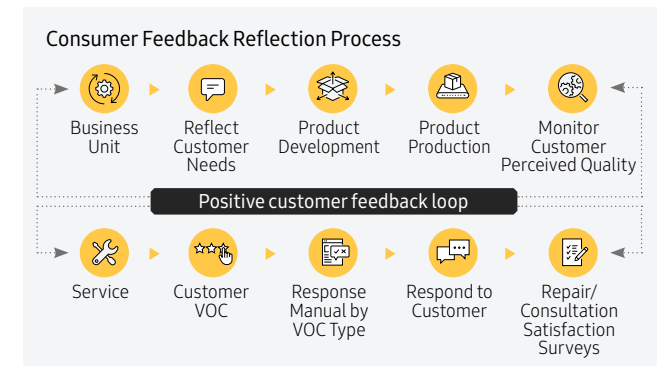 Consumer Feedback Reflection Process
Business
Unit
Reflect
Customer
Needs
Product
Development
Product
Production
Monitor
Customer
Perceived Quality
Positive customer feedback loop
Service
Customer
VOC
Response
Manual by
VOC Type
Respond to
Customer
Repair/
Consultation
Satisfaction
Surveys